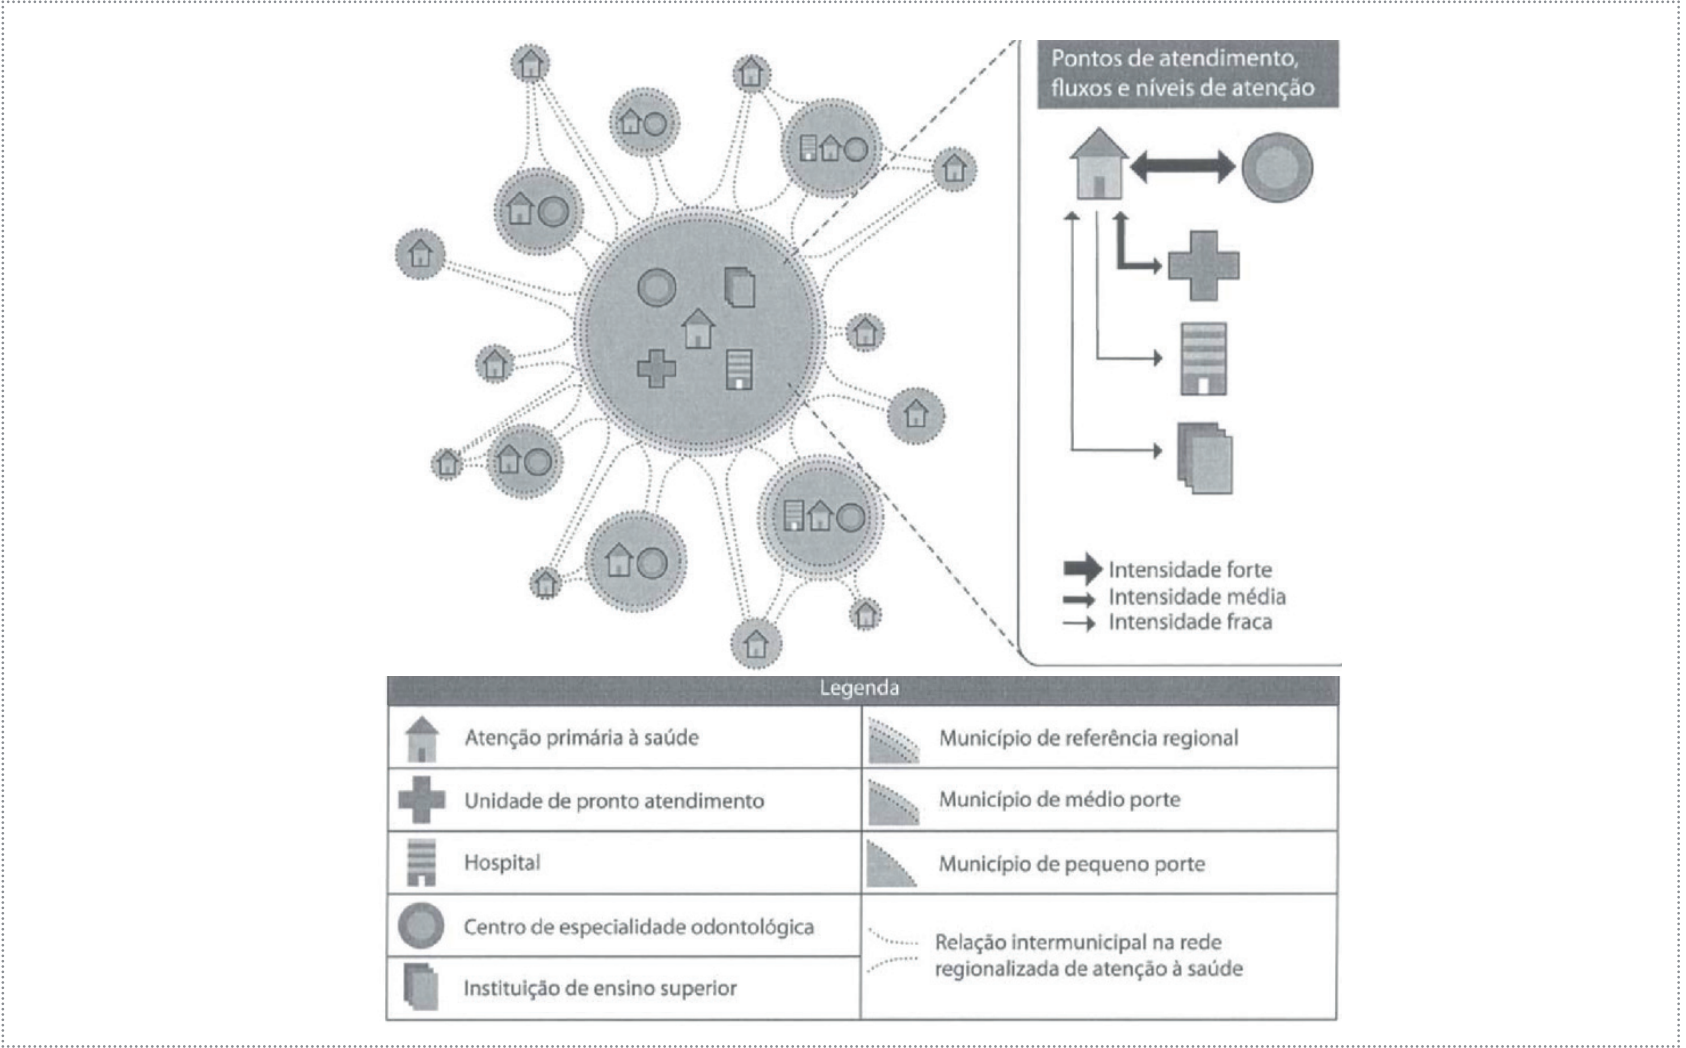 Pontos de atendimento,
fluxos e níveis de atenção
Intensidade forte
Intensidade média
Intensidade fraca
Legenda
Atenção primária à saúde
Município de referência regional
Unidade de pronto atendimento
Município de médio porte
Hospital
Município de pequeno porte
Centro de especialidade odontológica
Relação intermunicipal na rede
regionalizada de atenção à saúde
Instituição de ensino superior